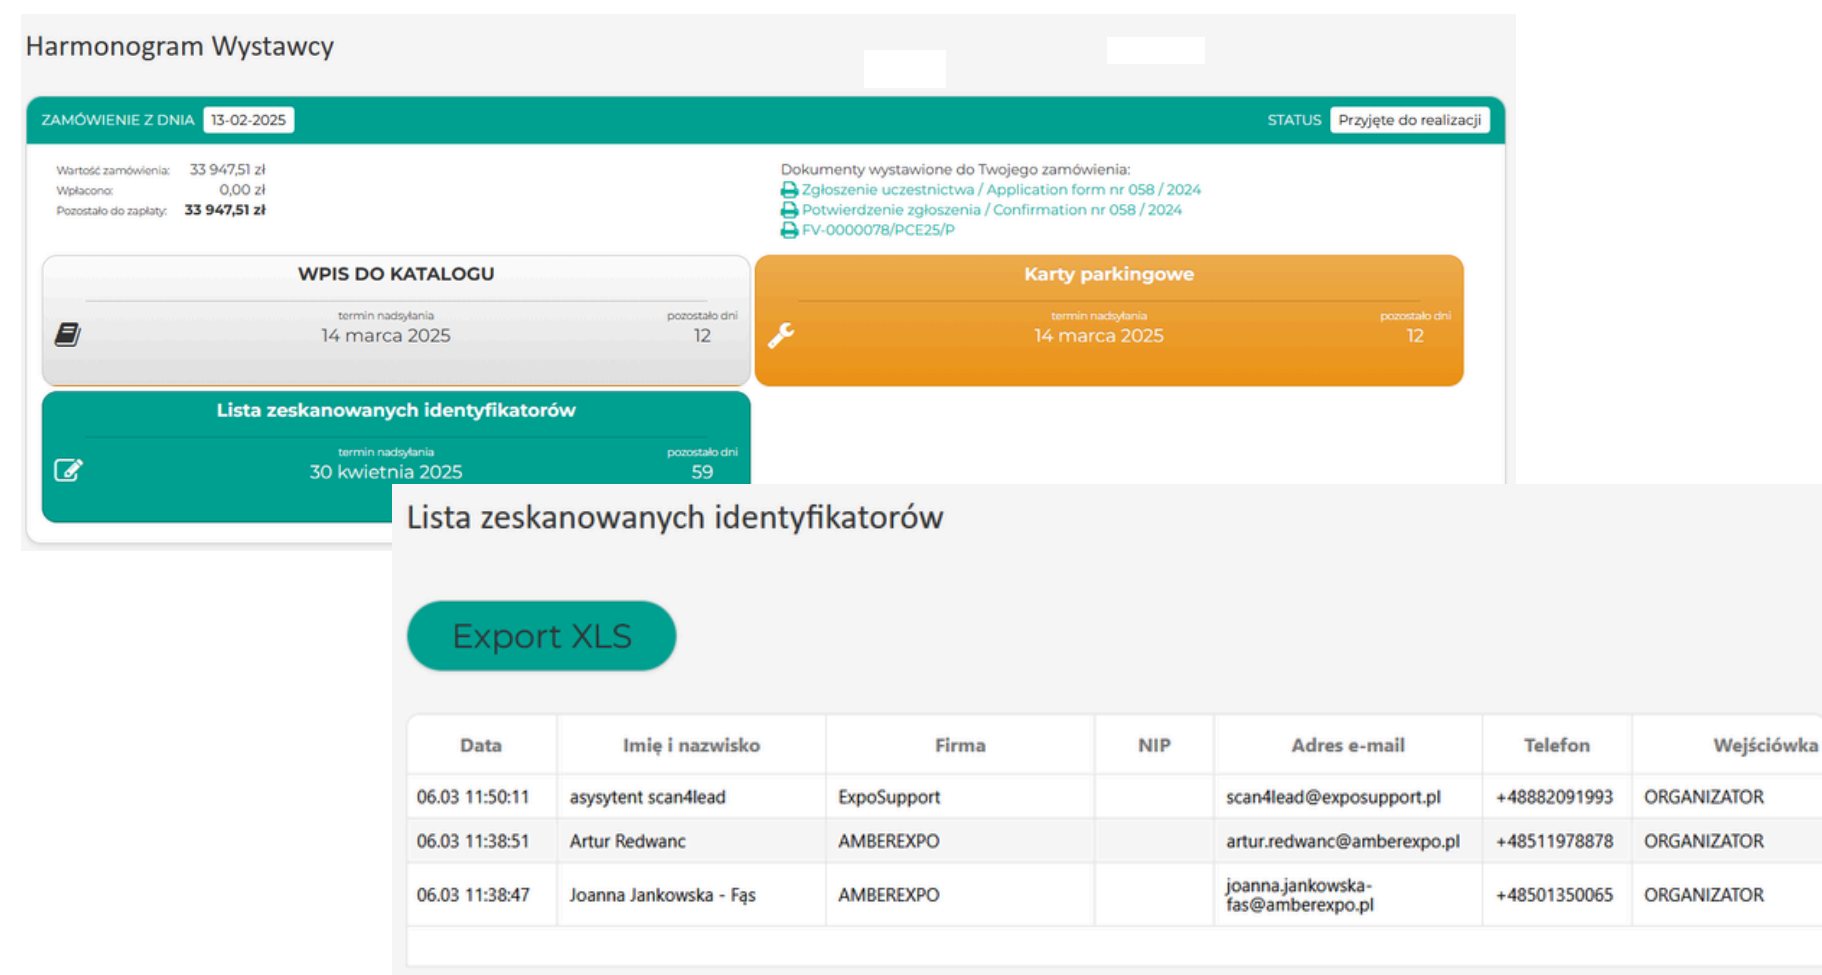 Harmonogram Wystawcy
ZAMÓWIENIE Z DNIA 13-02-2025
STATUS Przyjęte do realizacji
Wartość zamówienia: 33 947,51 zł
Wpłacono: 0,00 zł
Pozostało do zapłaty: 33 947,51 zł
Dokumenty wystawione do Twojego zamówienia:
Zgłoszenie uczestnictwa / Application form nr 058 / 2024
Potwierdzenie zgłoszenia / Confirmation nr 058 / 2024
FV-0000078/PCE25/P
WPIS DO KATALOGU
termin nadsyłania pozostało dni
14 marca 2025 12
Karty parkingowe
termin nadsyłania pozostało dni
14 marca 2025 12
Lista zeskanowanych identyfikatorów
termin nadsyłania pozostało dni
30 kwietnia 2025 59
Lista zeskanowanych identyfikatorów
Export XLS
Data Imię i nazwisko Firma NIP Adres e-mail Telefon Wejściówka
06.03 11:50:11 asysytent scan4lead ExpoSupport scan4lead@exposupport.pl +48882091993 ORGANIZATOR
06.03 11:38:51 Artur Redwanc AMBEREXPO artur.redwanc@amberexpo.pl +48511978878 ORGANIZATOR
06.03 11:38:47 Joanna Jankowska - Fąs AMBEREXPO joanna.jankowska-
fas@amberexpo.pl +48501350065 ORGANIZATOR